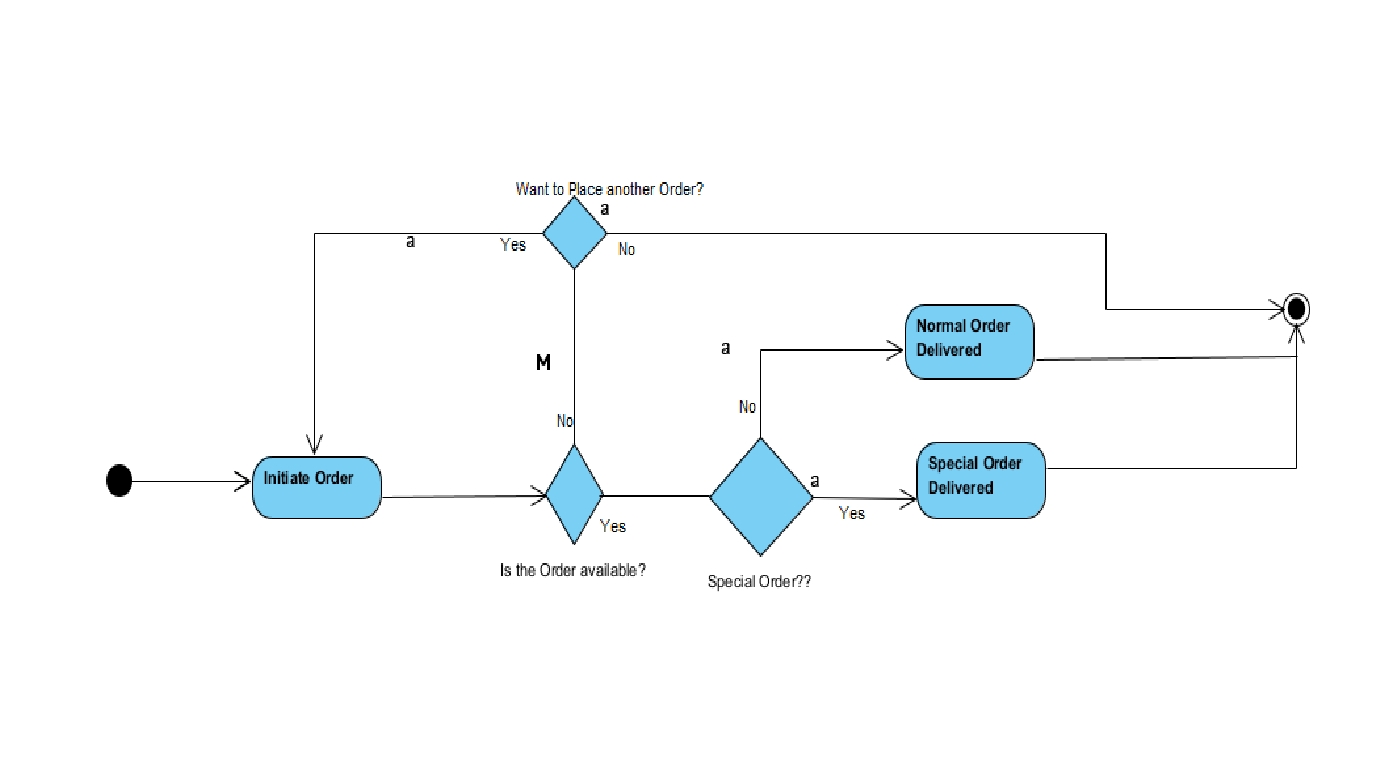 Want to Place another Order?
a
a
Yes
No
Normal Order
Delivered
a
M
No
No
Special Order
Delivered
Initiate Order
a
Yes
Yes
Is the Order available?
Special Order??